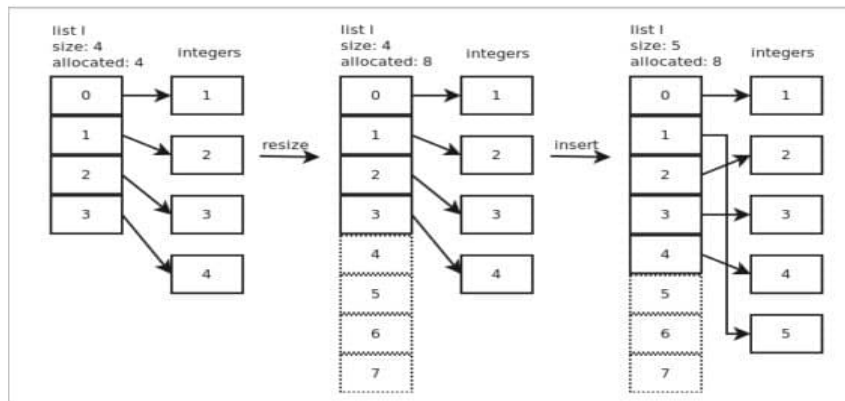 list l
size: 4
allocated: 4
integers
0
1
1
2
2
3
3
4
resize
list l
size: 4
allocated: 8
integers
0
1
1
2
2
3
3
4
4
5
6
7
insert
list l
size: 5
allocated: 8
integers
0
1
1
2
2
3
3
4
4
5
5
6
7